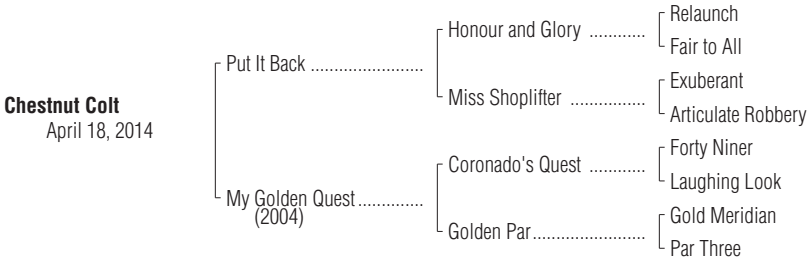 Relaunch
Honour and Glory ............
Fair to All
Put It Back ........................
Exuberant
Miss Shoplifter ................
Articulate Robbery
Chestnut Colt
April 18, 2014
Forty Niner
Coronado's Quest ............
Laughing Look
My Golden Quest..............
(2004)
Gold Meridian
Golden Par........................
Par Three